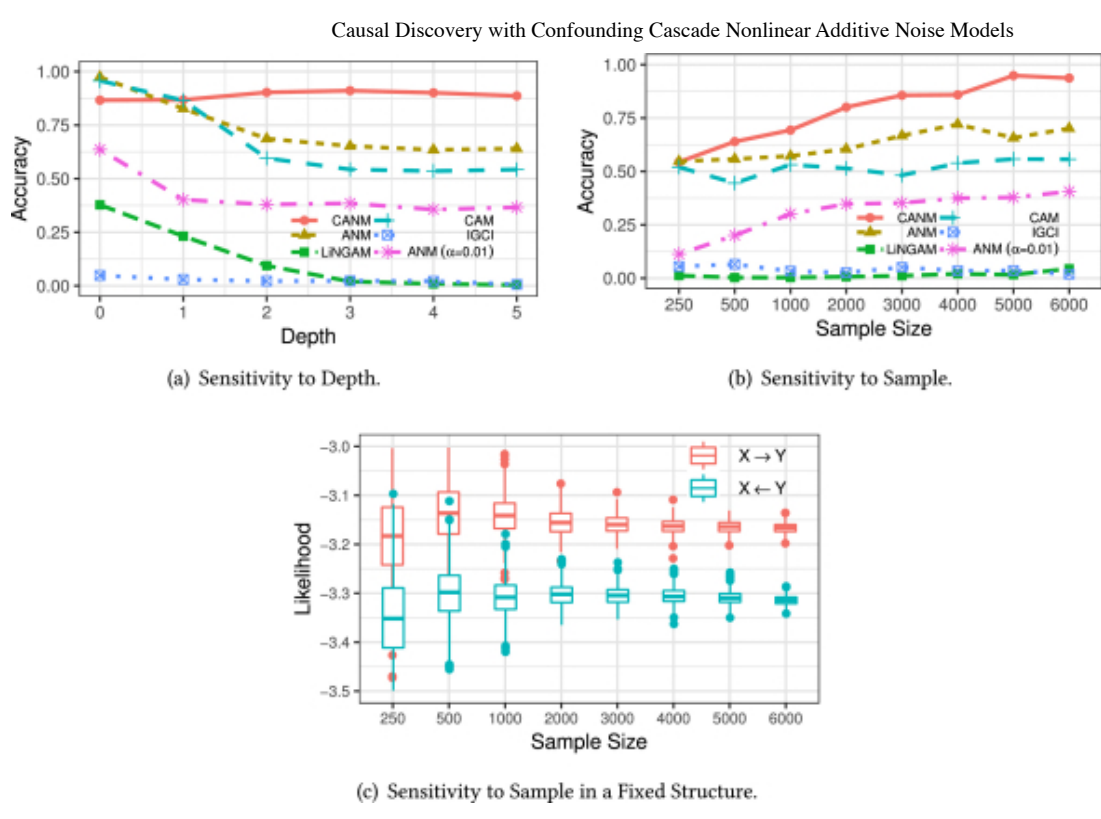 Causal Discovery with Confounding Cascade Nonlinear Additive Noise Models
1.00
0.75
0.50
0.25
0.00
Accuracy
CANM CAM
ANM IGCI
LiNGAM ANM (α=0.01)
0 1 2 3 4 5
Depth
(a) Sensitivity to Depth.
1.00
0.75
0.50
0.25
0.00
Accuracy
CANM CAM
ANM IGCI
LiNGAM ANM (α=0.01)
250 500 1000 2000 3000 4000 5000 6000
Sample Size
(b) Sensitivity to Sample.
−3.0
−3.1
−3.2
−3.3
−3.4
−3.5
Likelihood
X → Y
X ← Y
250 500 1000 2000 3000 4000 5000 6000
Sample Size
(c) Sensitivity to Sample in a Fixed Structure.